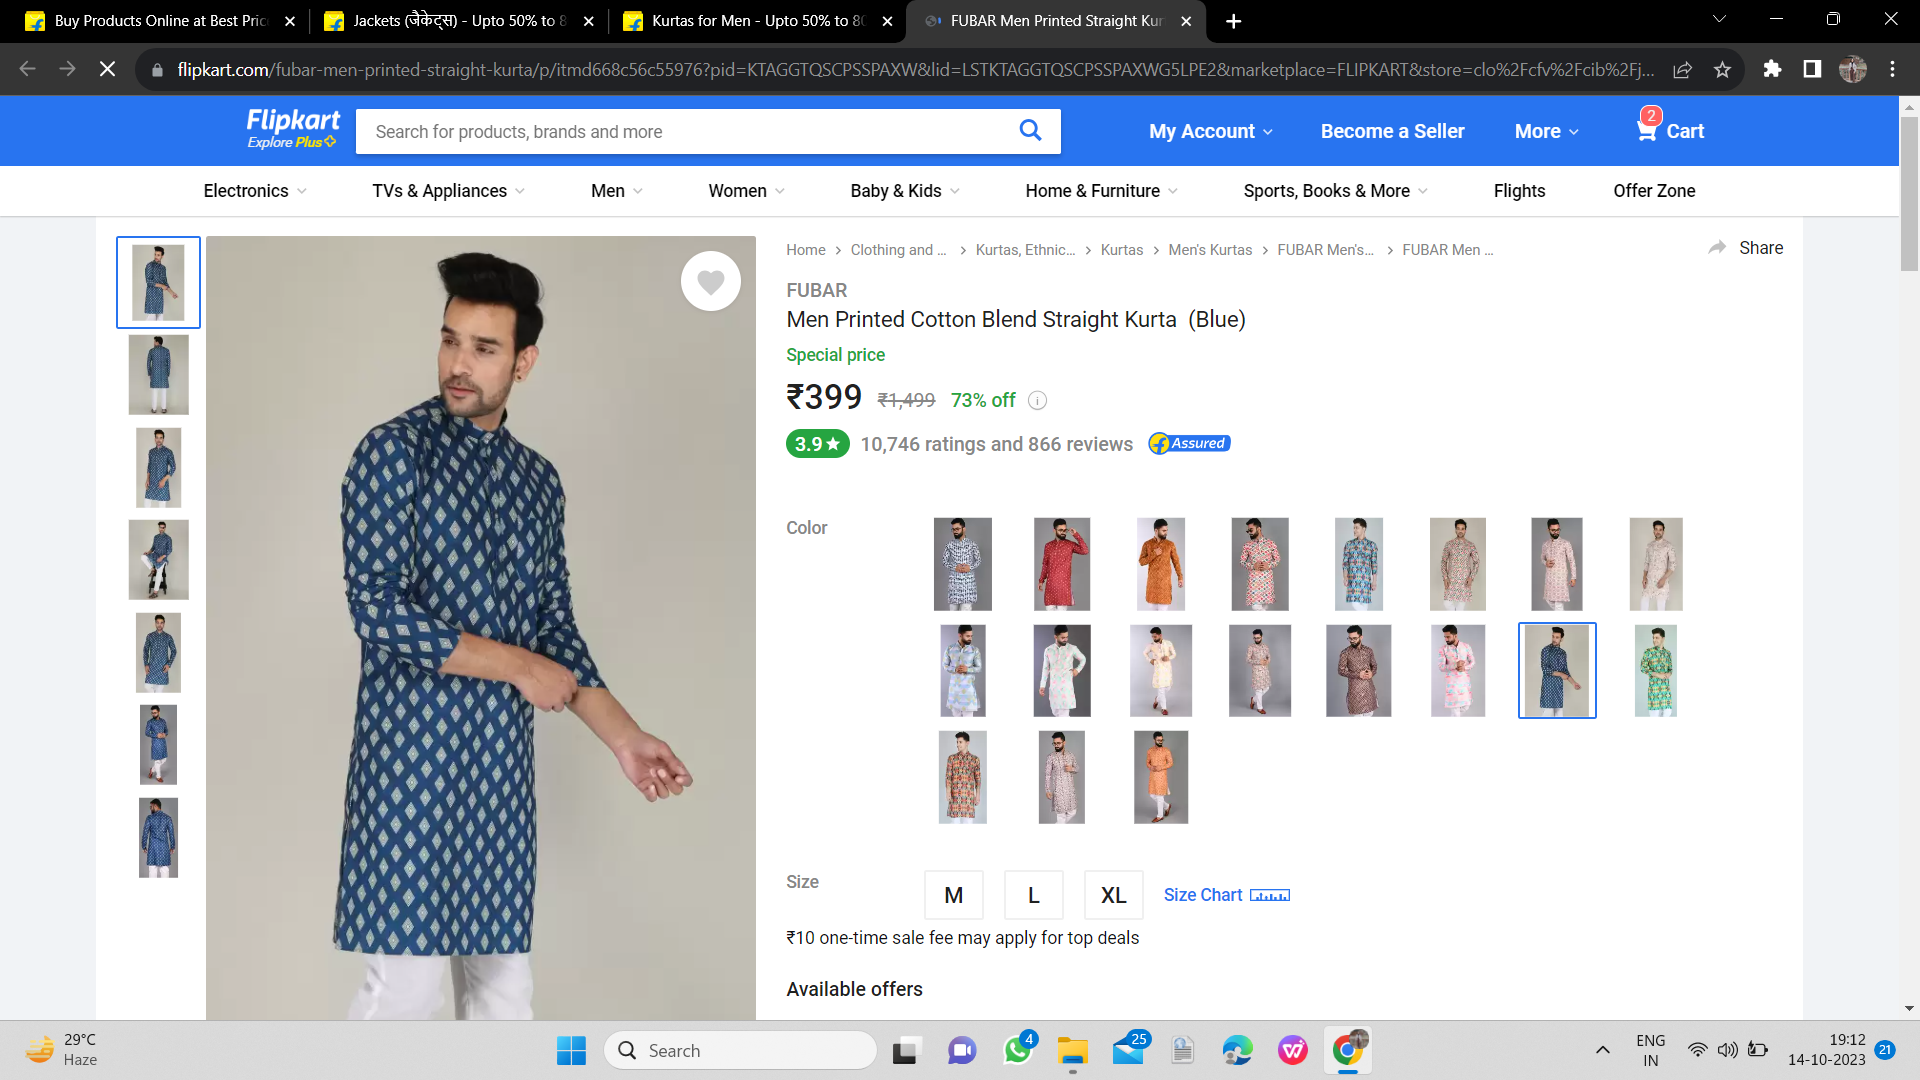 Buy Products Online at Best Pric
Jackets (जैकेट्स) - Upto 50% to 8
Kurtas for Men - Upto 50% to 80
FUBAR Men Printed Straight Kur
flipkart.com/fubar-men-printed-straight-kurta/p/itmd668c56c55976?pid=KTAGGTQSCPSSPAXW&lid=LSTKTAGGTQSCPSSPAXWG5LPE2&marketplace=FLIPKART&store=clo%2Fcfv%2Fcib%2Fj...
Flipkart
Explore Plus
Search for products, brands and more
My Account
Become a Seller
More
2
Cart
Electronics
TVs & Appliances
Men
Women
Baby & Kids
Home & Furniture
Sports, Books & More
Flights
Offer Zone
Home > Clothing and ... > Kurtas, Ethnic... > Kurtas > Men's Kurtas > FUBAR Men's... > FUBAR Men ...
Share
FUBAR
Men Printed Cotton Blend Straight Kurta (Blue)
Special price
₹399 ₹1,499 73% off
3.9 ★ 10,746 ratings and 866 reviews Assured
Color
Size
M
L
XL
Size Chart
₹10 one-time sale fee may apply for top deals
Available offers
29°C
Haze
Search
4
25
ENG
IN
19:12
14-10-2023
21